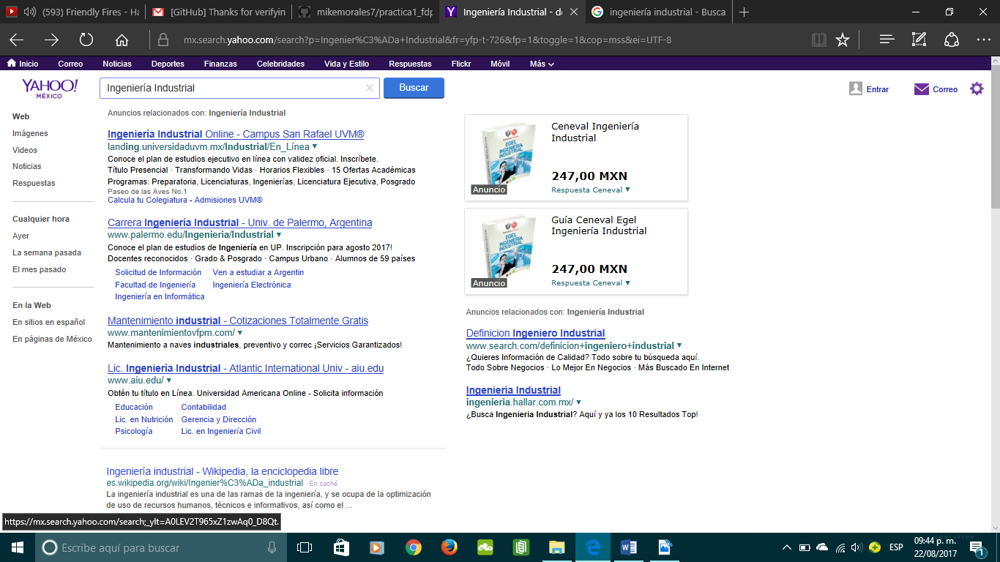 (593) Friendly Fires - Ha
[GitHub] Thanks for verifyin
mikemorales7/practica1_fdp
Ingeniería Industrial - de
ingeniería industrial - Busca
mx.search.yahoo.com/search?p=Ingenier%C3%ADa+Industrial&fr=yfp-t-726&fp=1&toggle=1&cop=mss&ei=UTF-8
Inicio Correo Noticias Deportes Finanzas Celebridades Vida y Estilo Respuestas Flickr Móvil Más
YAHOO!
MÉXICO
Ingeniería Industrial
Buscar
Entrar
Correo
Web
Imágenes
Videos
Noticias
Respuestas
Cualquier hora
Ayer
La semana pasada
El mes pasado
En la Web
En sitios en español
En páginas de México
Anuncios relacionados con: Ingeniería Industrial
Ingeniería Industrial Online - Campus San Rafael UVM®
landing.universidaduvm.mx/Industrial/En_Línea
Conoce el plan de estudios ejecutivo en línea con validez oficial. Inscríbete.
Título Presencial · Transformando Vidas · Horarios Flexibles · 15 Ofertas Académicas
Programas: Preparatoria, Licenciaturas, Ingenierías, Licenciatura Ejecutiva, Posgrado
Paseo de las Aves No.1
Calcula tu Colegiatura - Admisiones UVM®
Carrera Ingeniería Industrial - Univ. de Palermo, Argentina
www.palermo.edu/Ingenieria/Industrial
Conoce el plan de estudios de Ingeniería en UP. Inscripción para agosto 2017!
Docentes reconocidos · Grado & Posgrado · Campus Urbano · Alumnos de 59 países
Solicitud de Información Ven a estudiar a Argentin
Facultad de Ingeniería Ingeniería Electrónica
Ingeniería en Informática
Mantenimiento industrial - Cotizaciones Totalmente Gratis
www.mantenimientovfpm.com/
Mantenimiento a naves industriales, preventivo y correc ¡Servicios Garantizados!
Lic. Ingeniería Industrial - Atlantic International Univ - aiu.edu
www.aiu.edu/
Obtén tu título en Línea. Universidad Americana Online - Solicita información
Educación Contabilidad
Lic. en Nutrición Gerencia y Dirección
Psicología Lic. en Ingeniería Civil
Ingeniería industrial - Wikipedia, la enciclopedia libre
es.wikipedia.org/wiki/Ingenier%C3%ADa_industrial En caché
La ingeniería industrial es una de las ramas de la ingeniería, y se ocupa de la optimización
de uso de recursos humanos, técnicos e informativos, así como el ...
EGEL
INGENIERÍA
INDUSTRIAL
Anuncio
Ceneval Ingeniería
Industrial
247,00 MXN
Respuesta Ceneval
EGEL
INGENIERÍA
INDUSTRIAL
Anuncio
Guía Ceneval Egel
Ingeniería Industrial
247,00 MXN
Respuesta Ceneval
Anuncios relacionados con: Ingeniería Industrial
Definicion Ingeniero Industrial
www.search.com/definicion+ingeniero+industrial
¿Quieres Información de Calidad? Todo sobre tu búsqueda aquí.
Todo Sobre Negocios · Lo Mejor En Negocios · Más Buscado En Internet
Ingenieria Industrial
ingenieria.hallar.com.mx/
¿Busca Ingenieria Industrial? Aquí y ya los 10 Resultados Top!
https://mx.search.yahoo.com/search;_ylt=A0LEV2T965xZ1zwAq0_D8Qt.
Escribe aquí para buscar
ESP
09:44 p. m.
22/08/2017
1